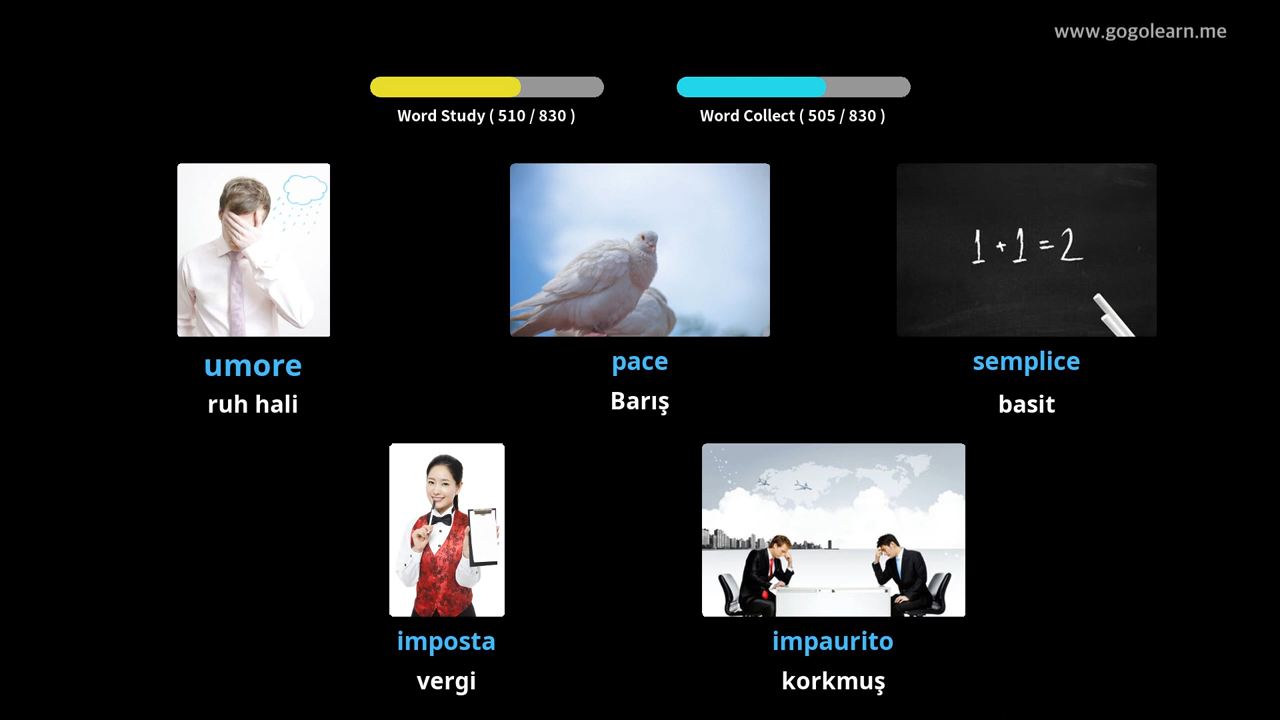 www.gogolearn.me
Word Study ( 510 / 830 )
Word Collect ( 505 / 830 )
1 + 1 = 2
umore
ruh hali
pace
Barış
semplice
basit
imposta
vergi
impaurito
korkmuş